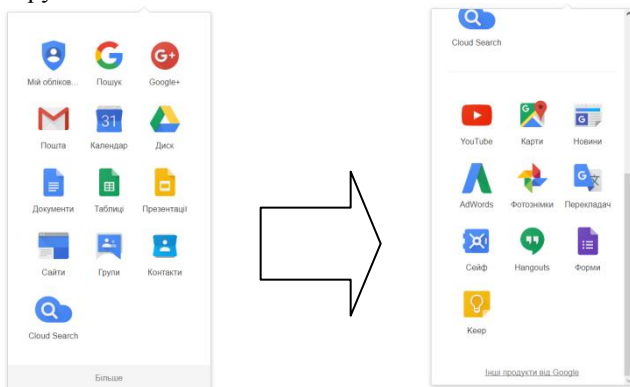 Мій обліков... Пошук Google+
31
Пошта Календар Диск
Документи Таблиці Презентації
Сайти Групи Контакти
Cloud Search
Більше
Cloud Search
YouTube Карти Новини
AdWords Фотознімки Перекладач
Сейф Hangouts Форми
Keep
Інші продукти від Google